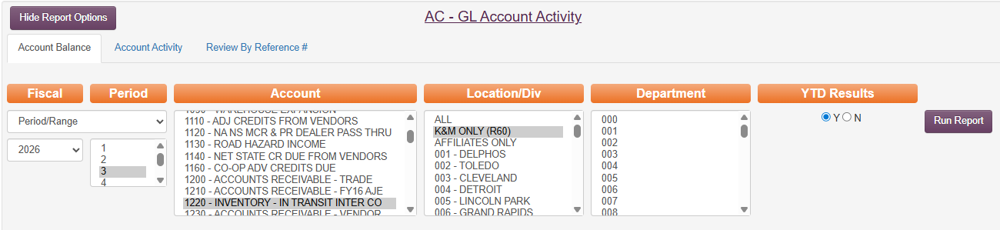 Hide Report Options
AC - GL Account Activity
Account Balance
Account Activity
Review By Reference #
Fiscal
Period
Account
Location/Div
Department
YTD Results
Period/Range
2026
1
2
3
4
1090 - WAREHOUSE EXPANSION
1110 - ADJ CREDITS FROM VENDORS
1120 - NA NS MCR & PR DEALER PASS THRU
1130 - ROAD HAZARD INCOME
1140 - NET STATE CR DUE FROM VENDORS
1160 - CO-OP ADV CREDITS DUE
1200 - ACCOUNTS RECEIVABLE - TRADE
1210 - ACCOUNTS RECEIVABLE - FY16 AJE
1220 - INVENTORY - IN TRANSIT INTER CO
1230 - ACCOUNTS RECEIVABLE - VENDOR
ALL
K&M ONLY (R60)
AFFILIATES ONLY
001 - DELPHOS
002 - TOLEDO
003 - CLEVELAND
004 - DETROIT
005 - LINCOLN PARK
006 - GRAND RAPIDS
000
001
002
003
004
005
006
007
008
Y N
Run Report